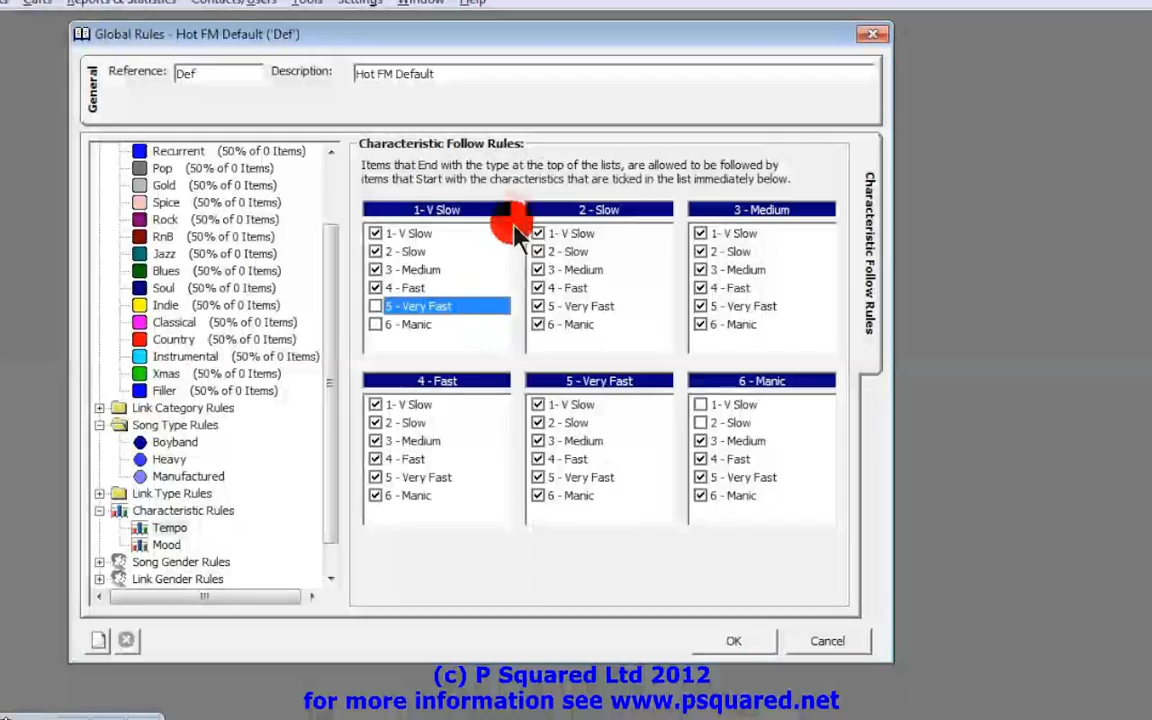 Carts Reports & Statistics Contacts/Users Tools Settings Window Help
Global Rules - Hot FM Default ('Def')
General
Reference: Def Description: Hot FM Default
Recurrent (50% of 0 Items)
Pop (50% of 0 Items)
Gold (50% of 0 Items)
Spice (50% of 0 Items)
Rock (50% of 0 Items)
RnB (50% of 0 Items)
Jazz (50% of 0 Items)
Blues (50% of 0 Items)
Soul (50% of 0 Items)
Indie (50% of 0 Items)
Classical (50% of 0 Items)
Country (50% of 0 Items)
Instrumental (50% of 0 Items)
Xmas (50% of 0 Items)
Filler (50% of 0 Items)
Link Category Rules
Song Type Rules
Boyband
Heavy
Manufactured
Link Type Rules
Characteristic Rules
Tempo
Mood
Song Gender Rules
Link Gender Rules
Characteristic Follow Rules:
Items that End with the type at the top of the lists, are allowed to be followed by
items that Start with the characteristics that are ticked in the list immediately below.
1- V Slow
1- V Slow
2 - Slow
3 - Medium
4 - Fast
5 - Very Fast
6 - Manic
2 - Slow
1- V Slow
2 - Slow
3 - Medium
4 - Fast
5 - Very Fast
6 - Manic
3 - Medium
1- V Slow
2 - Slow
3 - Medium
4 - Fast
5 - Very Fast
6 - Manic
4 - Fast
1- V Slow
2 - Slow
3 - Medium
4 - Fast
5 - Very Fast
6 - Manic
5 - Very Fast
1- V Slow
2 - Slow
3 - Medium
4 - Fast
5 - Very Fast
6 - Manic
6 - Manic
1- V Slow
2 - Slow
3 - Medium
4 - Fast
5 - Very Fast
6 - Manic
Characteristic Follow Rules
OK Cancel
(c) P Squared Ltd 2012
for more information see www.psquared.net